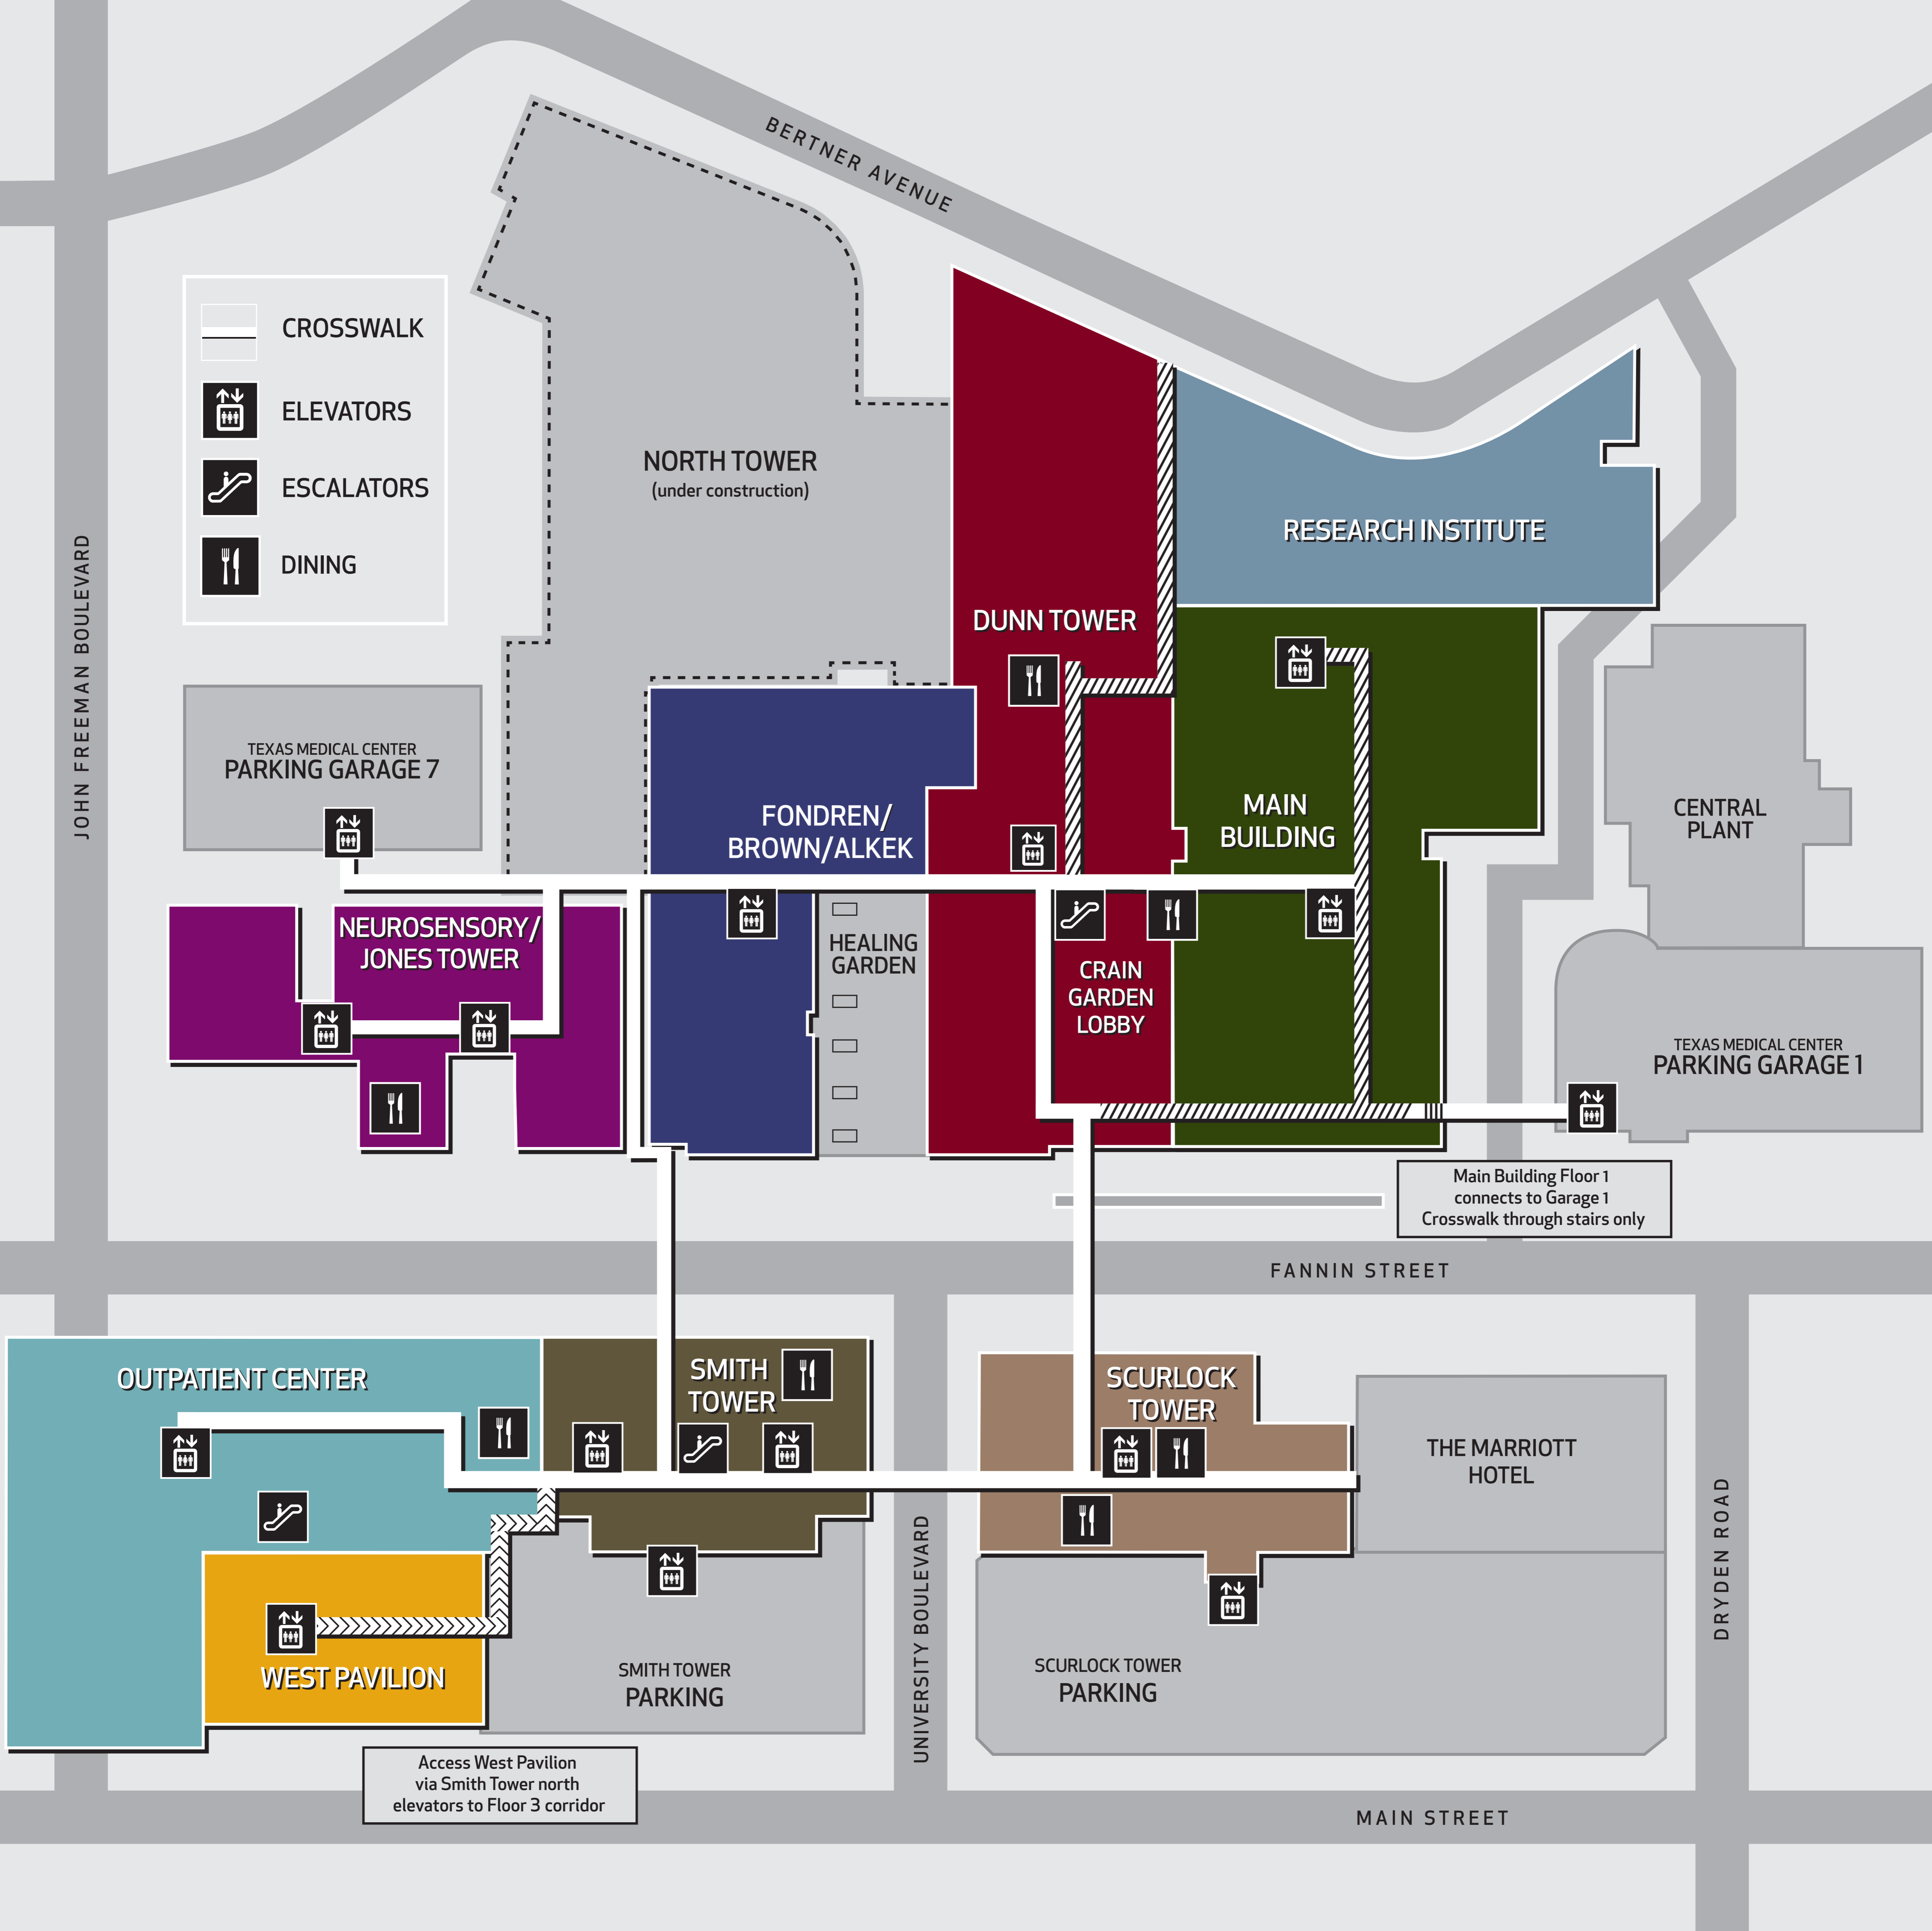 BERTNER AVENUE
CROSSWALK
ELEVATORS
ESCALATORS
DINING
JOHN FREEMAN BOULEVARD
NORTH TOWER
(under construction)
RESEARCH INSTITUTE
DUNN TOWER
TEXAS MEDICAL CENTER
PARKING GARAGE 7
FONDREN/
BROWN/ALKEK
MAIN
BUILDING
CENTRAL
PLANT
NEUROSENSORY/
JONES TOWER
HEALING
GARDEN
CRAIN
GARDEN
LOBBY
TEXAS MEDICAL CENTER
PARKING GARAGE 1
Main Building Floor 1
connects to Garage 1
Crosswalk through stairs only
FANNIN STREET
OUTPATIENT CENTER
SMITH
TOWER
SCURLOCK
TOWER
THE MARRIOTT
HOTEL
WEST PAVILION
SMITH TOWER
PARKING
UNIVERSITY BOULEVARD
SCURLOCK TOWER
PARKING
DRYDEN ROAD
Access West Pavilion
via Smith Tower north
elevators to Floor 3 corridor
MAIN STREET